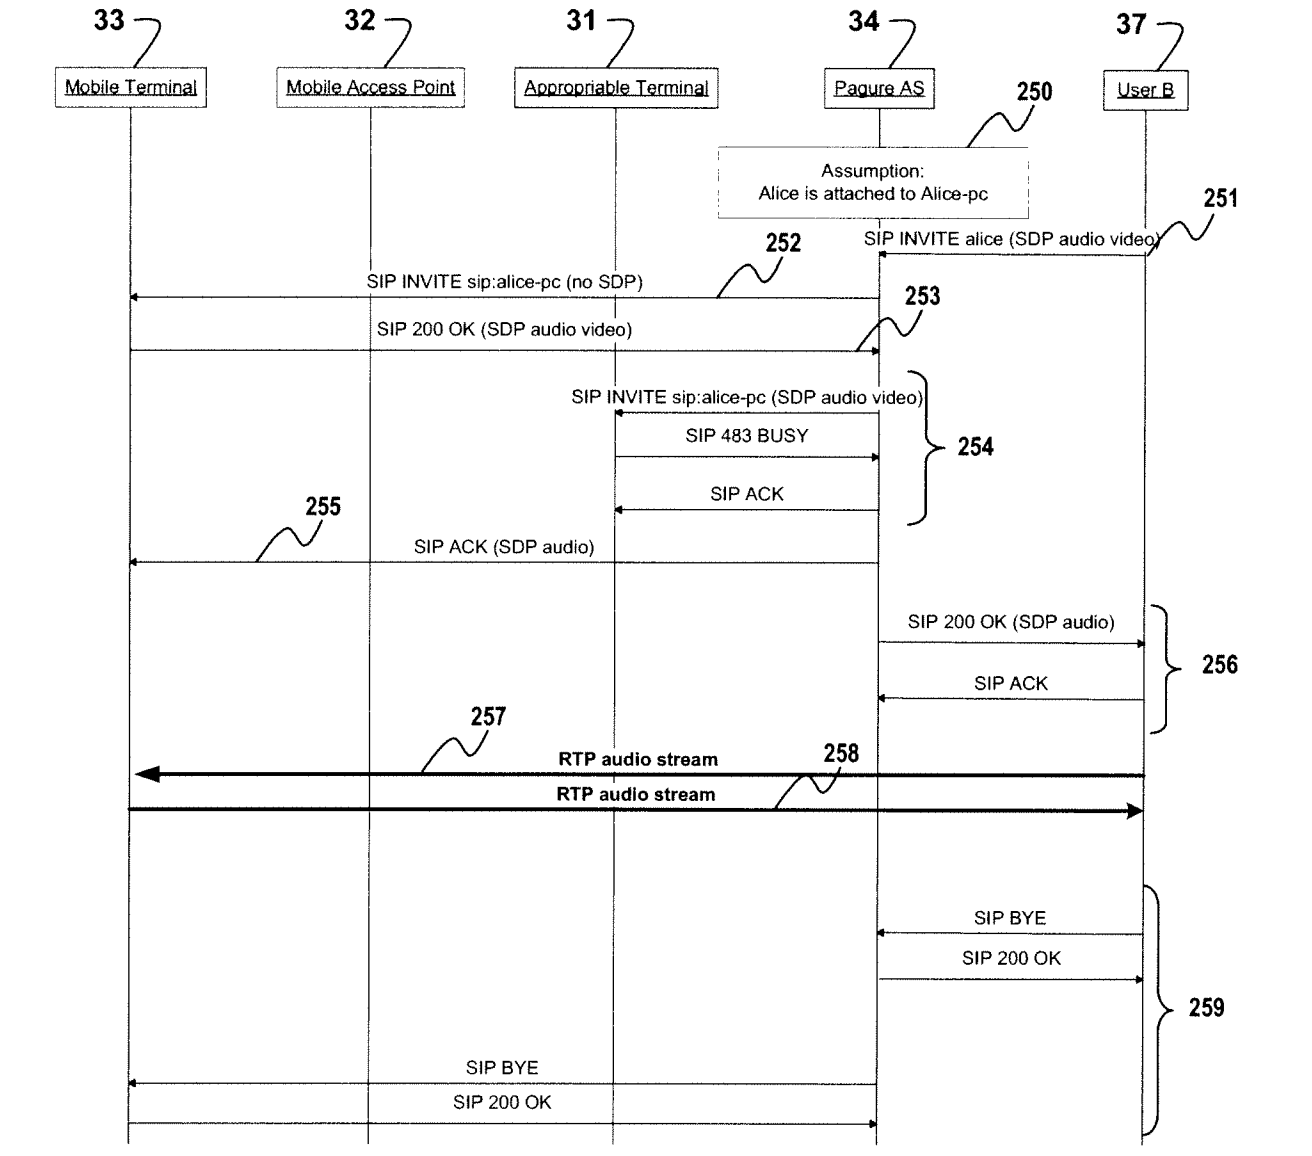 33
32
31
34
37
Mobile Terminal
Mobile Access Point
Appropriable Terminal
Pagure AS
User B
250
Assumption:
Alice is attached to Alice-pc
251
SIP INVITE alice (SDP audio video)
252
SIP INVITE sip:alice-pc (no SDP)
253
SIP 200 OK (SDP audio video)
SIP INVITE sip:alice-pc (SDP audio video)
SIP 483 BUSY
254
SIP ACK
255
SIP ACK (SDP audio)
SIP 200 OK (SDP audio)
256
SIP ACK
257
RTP audio stream
258
RTP audio stream
SIP BYE
SIP 200 OK
259
SIP BYE
SIP 200 OK